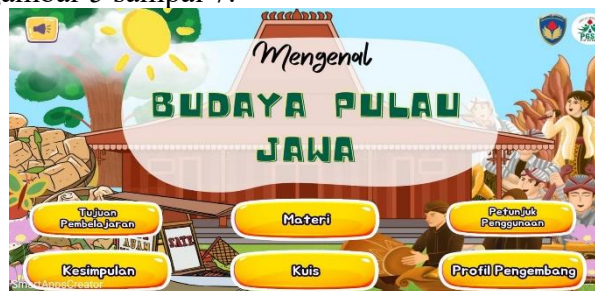 Mengenal
BUDAYA PULAU
JAWA
Tujuan
Pembelajaran
Materi
Petunjuk
Penggunaan
SATE
Kesimpulan
Kuis
Profil Pengembang
SmartAppsCreator